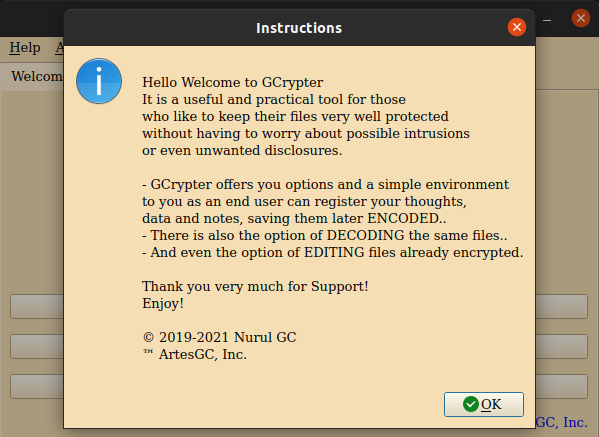 Instructions
Help
Hello Welcome to GCrypter
It is a useful and practical tool for those
who like to keep their files very well protected
without having to worry about possible intrusions
or even unwanted disclosures.
- GCrypter offers you options and a simple environment
to you as an end user can register your thoughts,
data and notes, saving them later ENCODED..
- There is also the option of DECODING the same files..
- And even the option of EDITING files already encrypted.
Thank you very much for Support!
Enjoy!
© 2019-2021 Nurul GC
™ ArtesGC, Inc.
OK
GC, Inc.